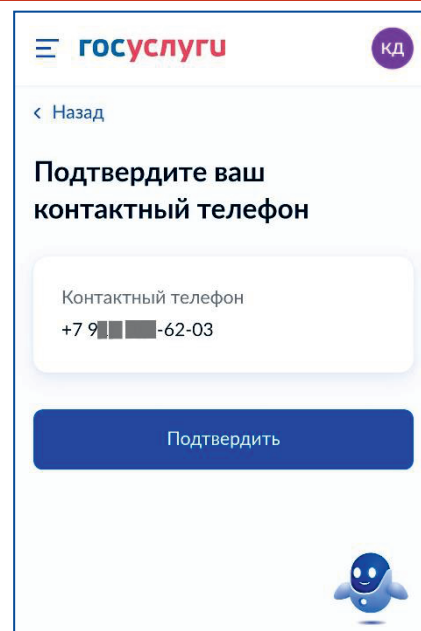 госуслуги
КД
Назад
Подтвердите ваш
контактный телефон
Контактный телефон
+7 9 -62-03
Подтвердить